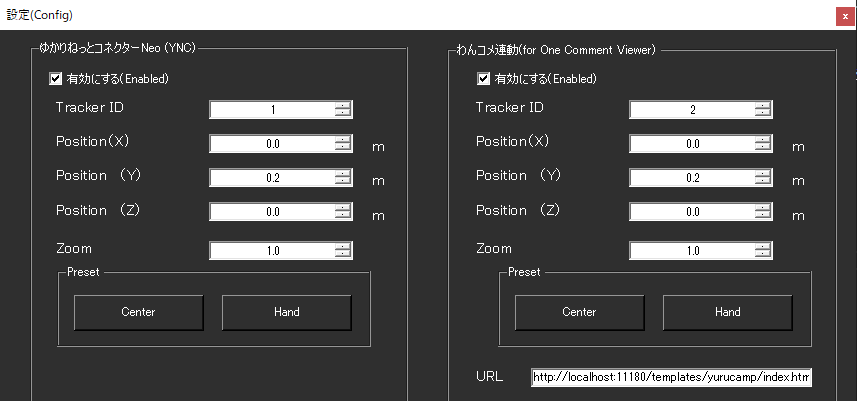 設定(Config)
ゆかりねっとコネクターNeo (YNC)
有効にする(Enabled)
Tracker ID 1
Position(X) 0.0 m
Position (Y) 0.2 m
Position (Z) 0.0 m
Zoom 1.0
Preset
Center Hand
わんコメ連動(for One Comment Viewer)
有効にする(Enabled)
Tracker ID 2
Position(X) 0.0 m
Position (Y) 0.2 m
Position (Z) 0.0 m
Zoom 1.0
Preset
Center Hand
URL http://localhost:11180/templates/yurucamp/index.htm